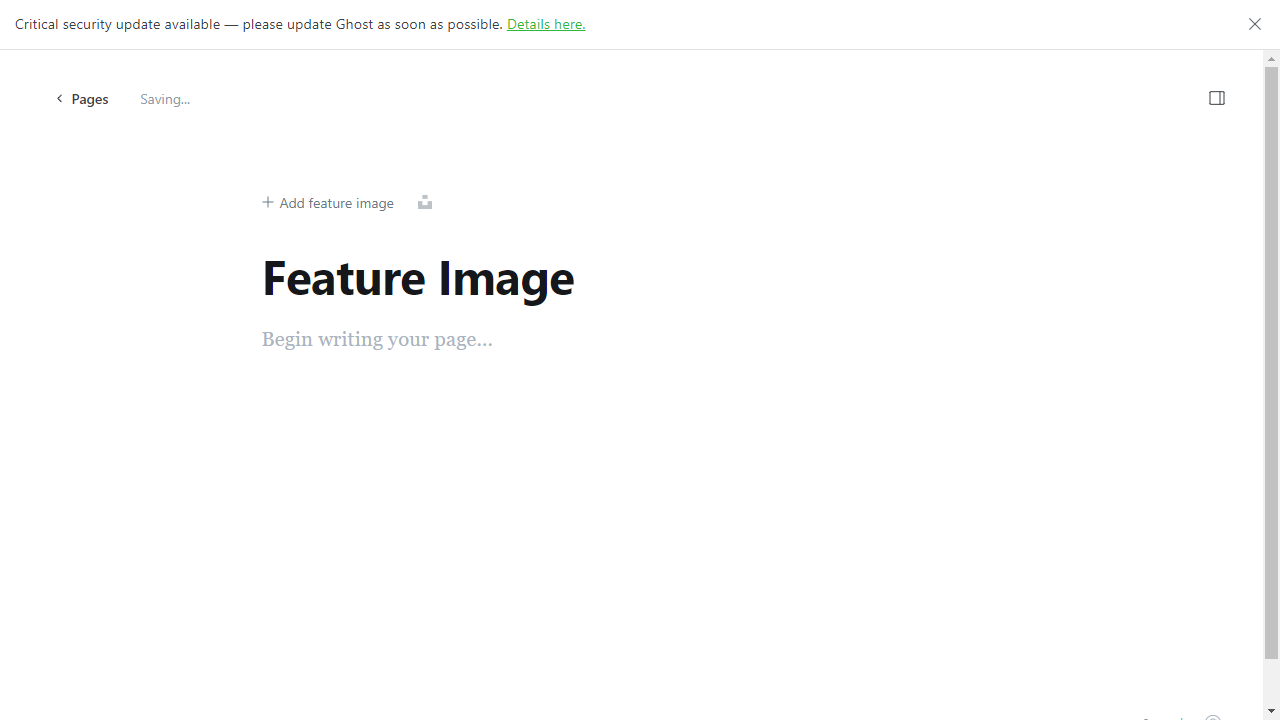 Critical security update available — please update Ghost as soon as possible. Details here.
Pages
Saving...
Add feature image
Feature Image
Begin writing your page...